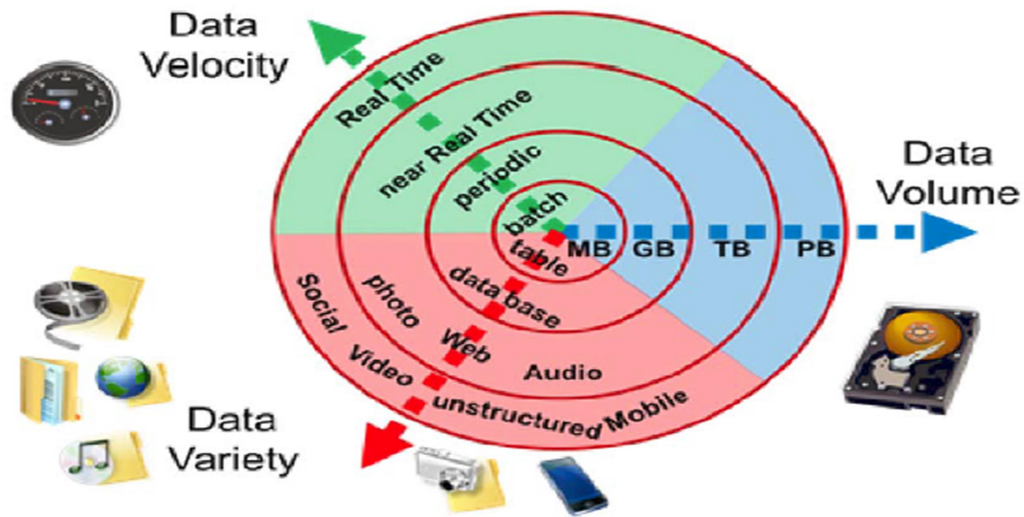 Data
Velocity
Real Time
near Real Time
periodic
batch
Data
Volume
MB GB TB PB
table
data base
photo Web Audio
Social Video unstructured Mobile
Data
Variety